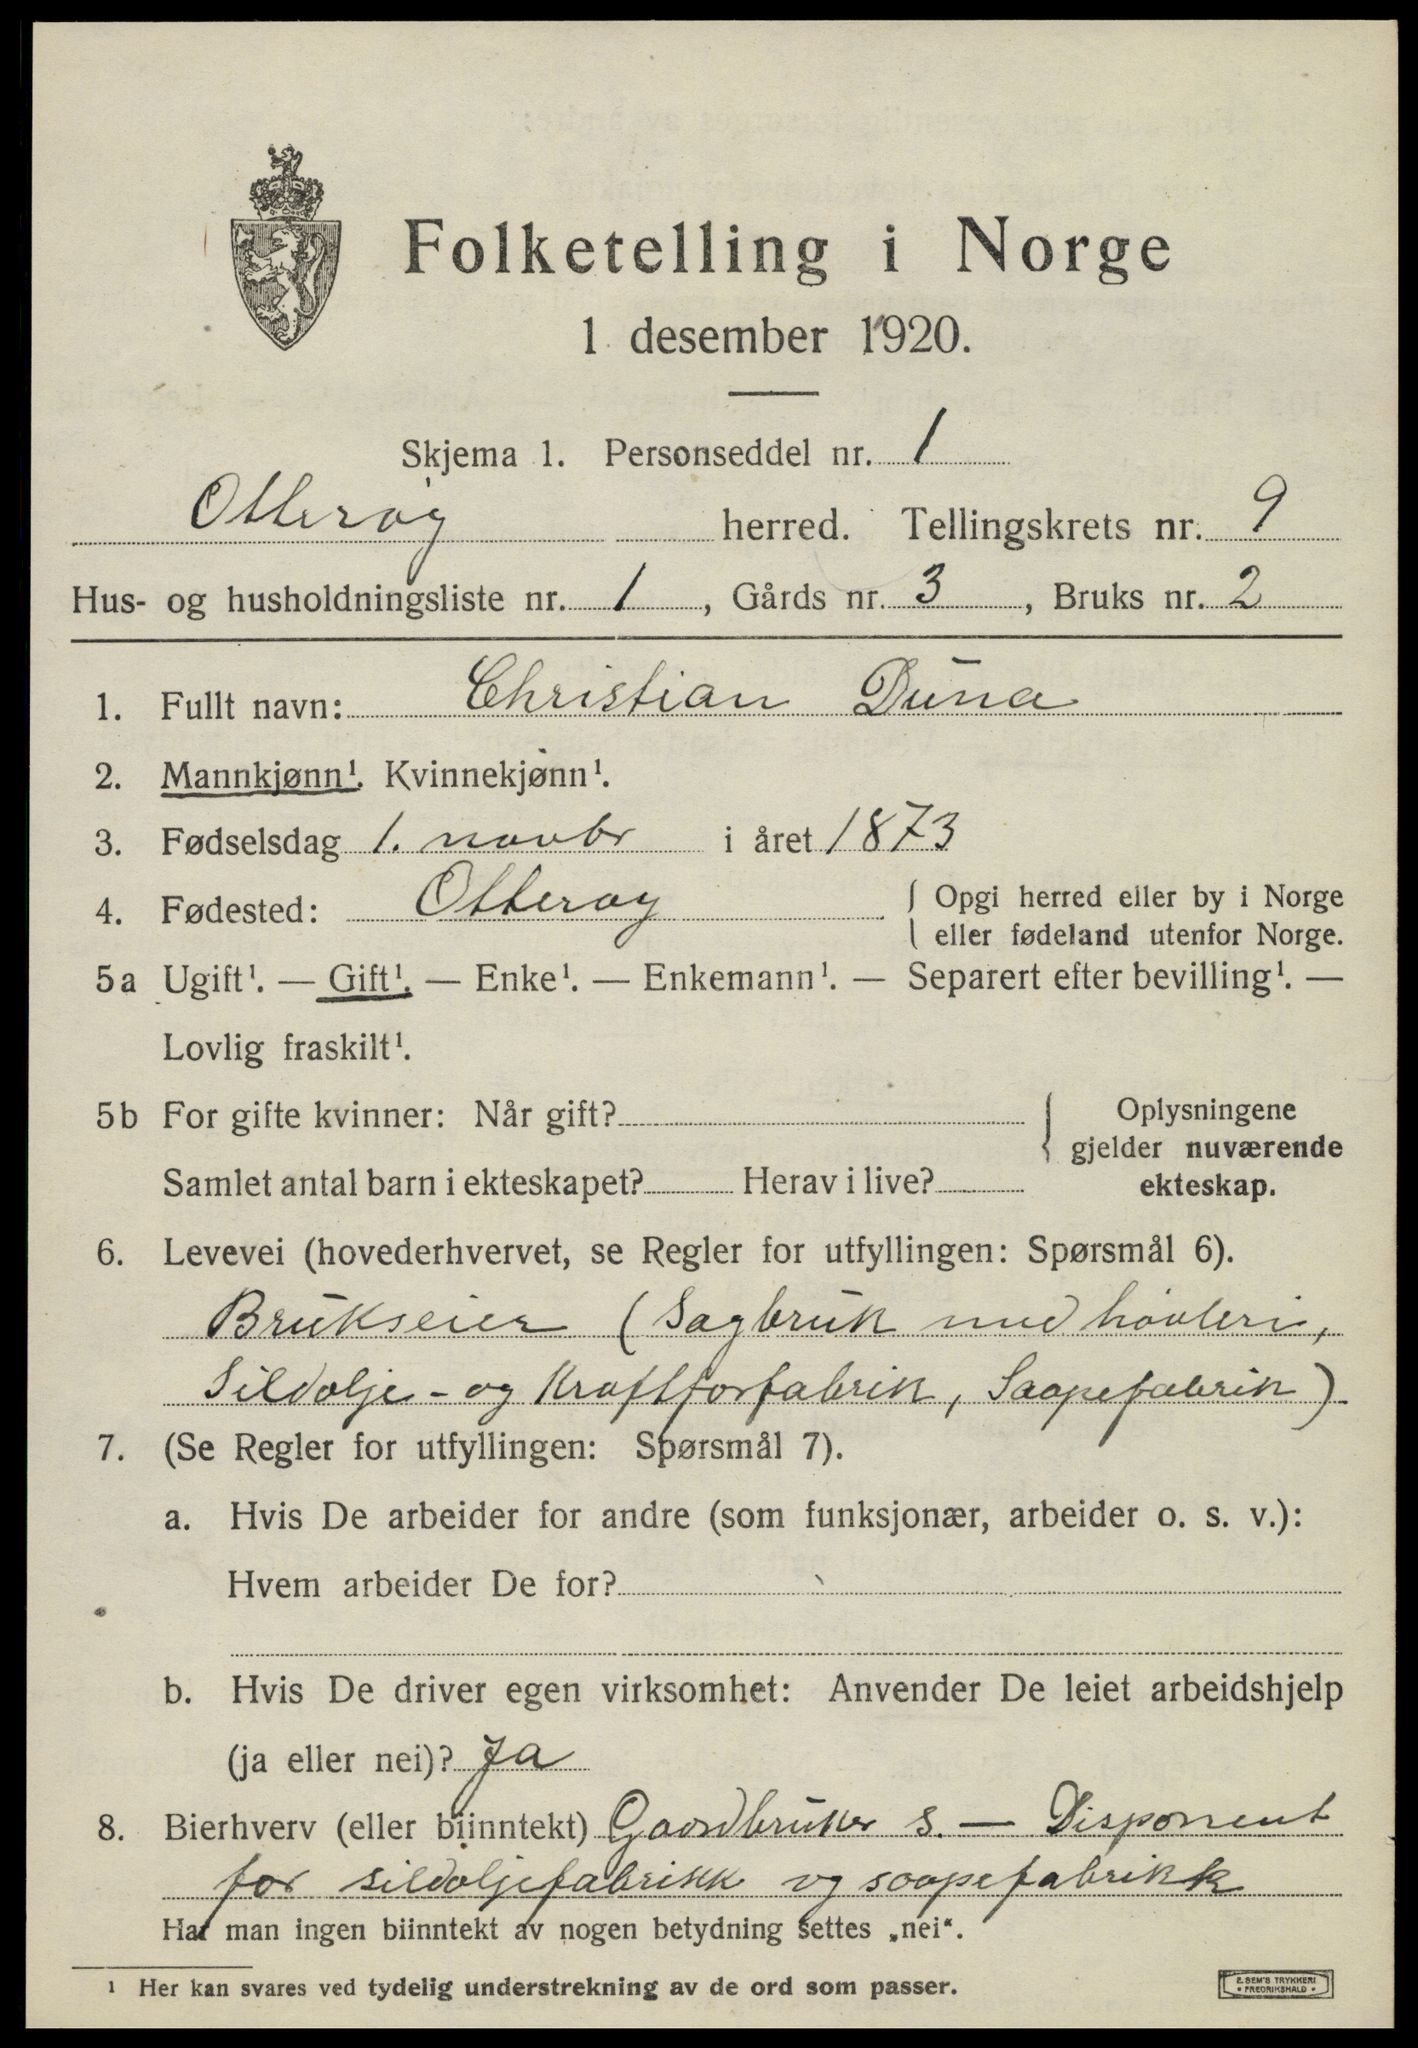 Folketelling i Norge
1 desember 1920.
Skjema 1. Personseddel nr. 1
Otterøy herred. Tellingskrets nr. 9
Hus- og husholdningsliste nr. 1, Gårds nr. 3, Bruks nr. 2
1. Fullt navn: Christian Duna
2. Mannkjønn¹. Kvinnekjønn¹.
3. Fødselsdag 1. novbr i året 1873
4. Fødested: Otterøy { Opgi herred eller by i Norge
eller fødeland utenfor Norge.
5a Ugift¹. — Gift¹. — Enke¹. — Enkemann¹. — Separert efter bevilling¹. —
Lovlig fraskilt¹.
5b For gifte kvinner: Når gift? { Oplysningene
gjelder nuværende
Samlet antal barn i ekteskapet? Herav i live? ekteskap.
6. Levevei (hovederhvervet, se Regler for utfyllingen: Spørsmål 6).
Brukseier (Sagbruk med høvleri,
Sildolje- og Kraftforfabrik, Saapefabrik)
7. (Se Regler for utfyllingen: Spørsmål 7).
a. Hvis De arbeider for andre (som funksjonær, arbeider o. s. v.):
Hvem arbeider De for?
b. Hvis De driver egen virksomhet: Anvender De leiet arbeidshjelp
(ja eller nei)? Ja
8. Bierhverv (eller biinntekt) Gaardbruker s. — Disponent
for sildoljefabrikk og saapefabrikk
Har man ingen biinntekt av nogen betydning settes „nei“.
¹ Her kan svares ved tydelig understrekning av de ord som passer.
E. SEM'S TRYKKERI
FREDRIKSHALD